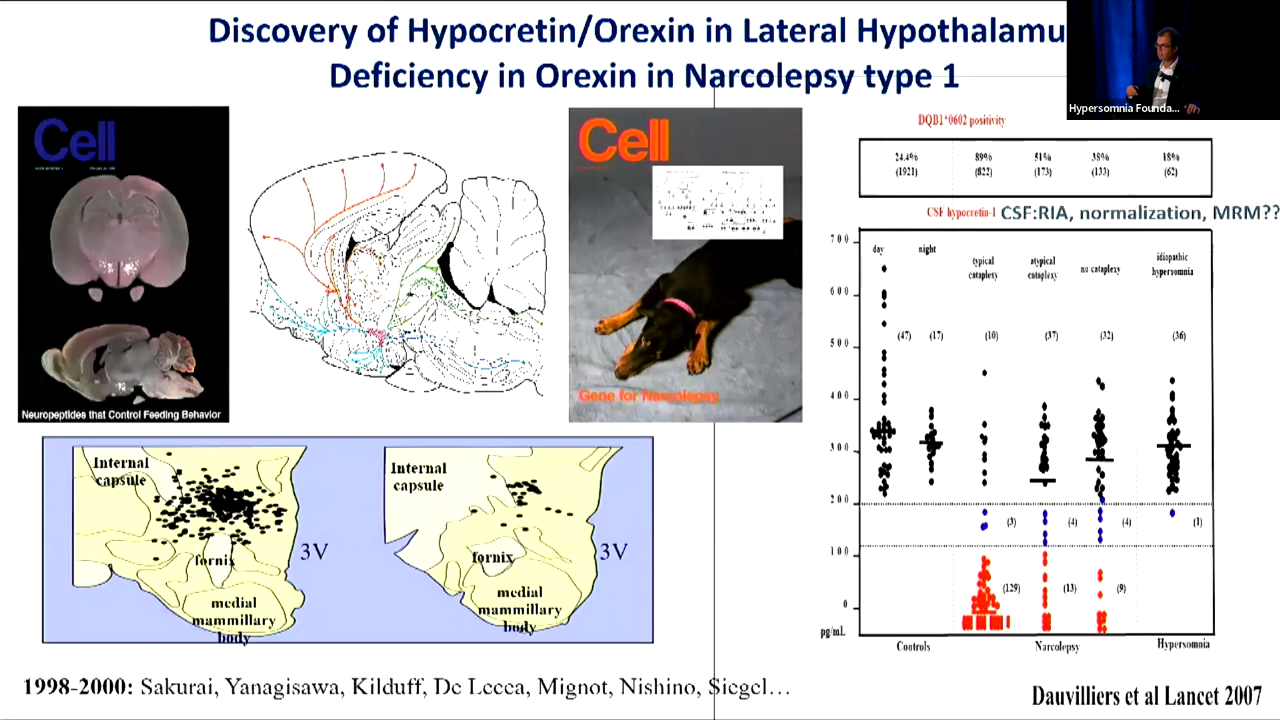 Discovery of Hypocretin/Orexin in Lateral Hypothalamu
Deficiency in Orexin in Narcolepsy type 1
Hypersomnia Founda...
Cell
Neuropeptides that Control Feeding Behavior
Cell
Gene for Narcolepsy
DQB1*0602 positivity
24.4% 89% 51% 38% 18%
(1921) (822) (173) (133) (62)
CSF hypocretin-1 CSF:RIA, normalization, MRM??
700
600
500
400
300
200
100
0
pg/mL
day night typical cataplexy atypical cataplexy no cataplexy idiopathic hypersomnia
(47) (17) (10) (37) (32) (36)
(3) (4) (4) (1)
(129) (13) (9)
Controls Narcolepsy Hypersomnia
Internal
capsule
fornix
3V
medial
mammillary
body
Internal
capsule
fornix
3V
medial
mammillary
body
1998-2000: Sakurai, Yanagisawa, Kilduff, De Lecea, Mignot, Nishino, Siegel…
Dauvilliers et al Lancet 2007